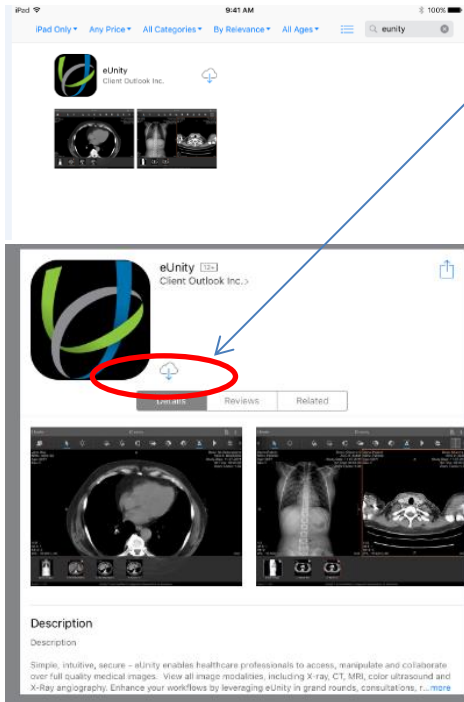 iPad 9:41 AM 100%
iPad Only▾ Any Price▾ All Categories▾ By Relevance▾ All Ages▾ eunity
eUnity
Client Outlook Inc.
eUnity 12+
Client Outlook Inc.>
Details Reviews Related
Description
Description
Simple, intuitive, secure – eUnity enables healthcare professionals to access, manipulate and collaborate
over full quality medical images. View all image modalities, including X-ray, CT, MRI, color ultrasound and
X-Ray angiography. Enhance your workflows by leveraging eUnity in grand rounds, consultations, r...more